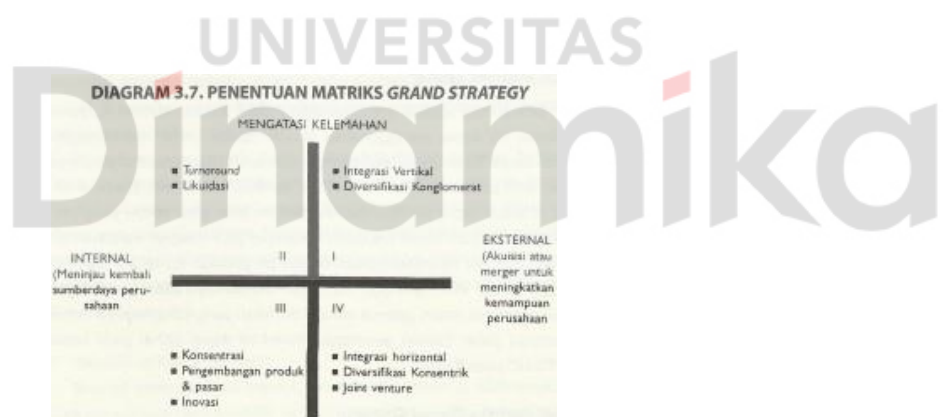 UNIVERSITAS
Dinamika
DIAGRAM 3.7. PENENTUAN MATRIKS GRAND STRATEGY
MENGATASI KELEMAHAN
■ Turnaround
■ Likuidasi
■ Integrasi Vertikal
■ Diversifikasi Konglomerat
INTERNAL
(Meninjau kembali
sumberdaya peru-
sahaan
II
I
EKSTERNAL
(Akuisisi atau
merger untuk
meningkatkan
kemampuan
perusahaan
III
IV
■ Konsentrasi
■ Pengembangan produk
& pasar
■ Inovasi
■ Integrasi horizontal
■ Diversifikasi Konsentrik
■ Joint venture